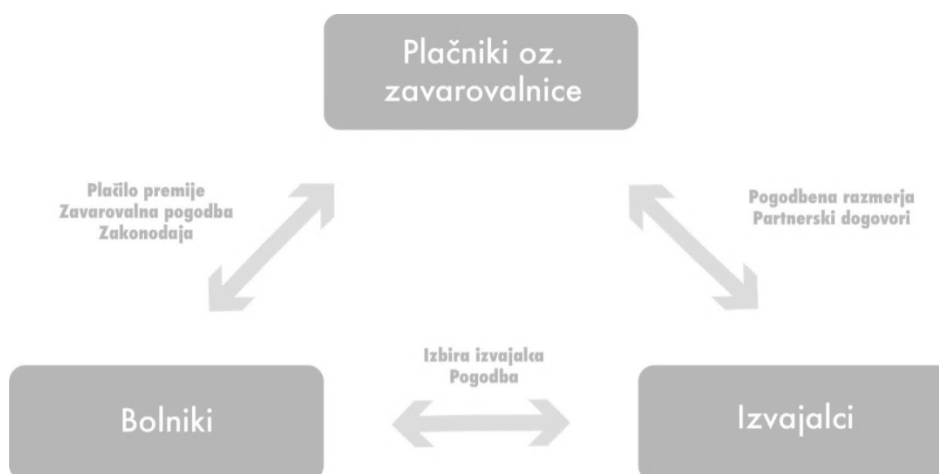 Plačniki oz.
zavarovalnice
Plačilo premije
Zavarovalna pogodba
Zakonodaja
Pogodbena razmerja
Partnerski dogovori
Izbira izvajalca
Pogodba
Bolniki
Izvajalci